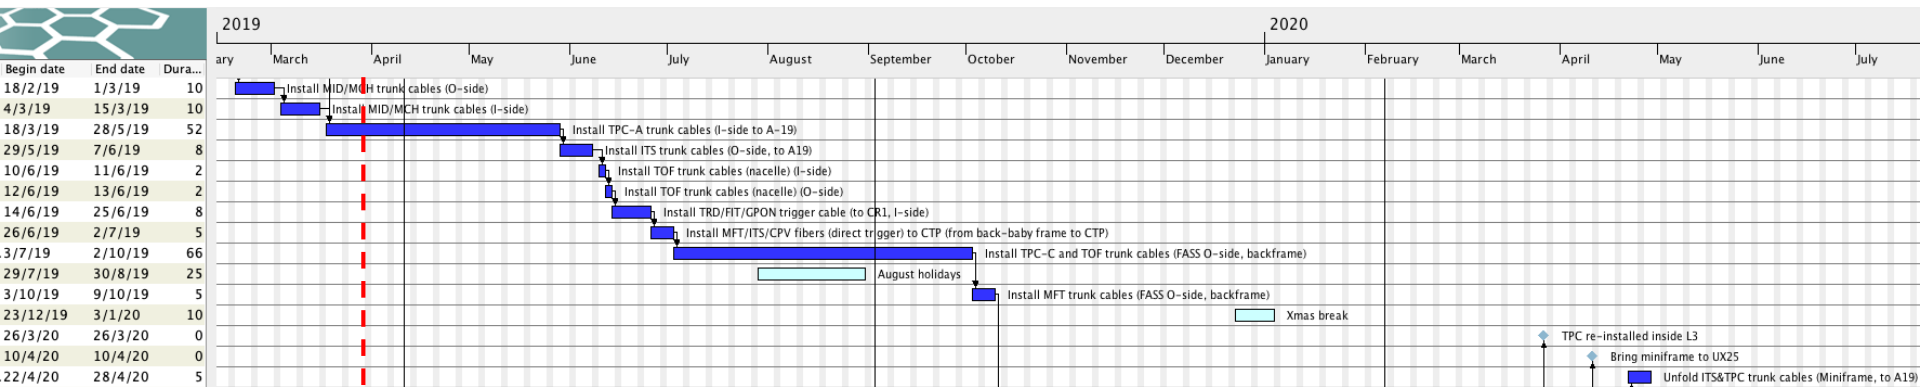 2019 2020
ary March April May June July August September October November December January February March April May June July
Begin date End date Dura...
18/2/19 1/3/19 10 Install MID/MCH trunk cables (O-side)
4/3/19 15/3/19 10 Install MID/MCH trunk cables (I-side)
18/3/19 28/5/19 52 Install TPC-A trunk cables (I-side to A-19)
29/5/19 7/6/19 8 Install ITS trunk cables (O-side, to A19)
10/6/19 11/6/19 2 Install TOF trunk cables (nacelle) (I-side)
12/6/19 13/6/19 2 Install TOF trunk cables (nacelle) (O-side)
14/6/19 25/6/19 8 Install TRD/FIT/GPON trigger cable (to CR1, I-side)
26/6/19 2/7/19 5 Install MFT/ITS/CPV fibers (direct trigger) to CTP (from back-baby frame to CTP)
.3/7/19 2/10/19 66 Install TPC-C and TOF trunk cables (FASS O-side, backframe)
29/7/19 30/8/19 25 August holidays
3/10/19 9/10/19 5 Install MFT trunk cables (FASS O-side, backframe)
23/12/19 3/1/20 10 Xmas break
26/3/20 26/3/20 0 TPC re-installed inside L3
10/4/20 10/4/20 0 Bring miniframe to UX25
.22/4/20 28/4/20 5 Unfold ITS&TPC trunk cables (Miniframe, to A19)